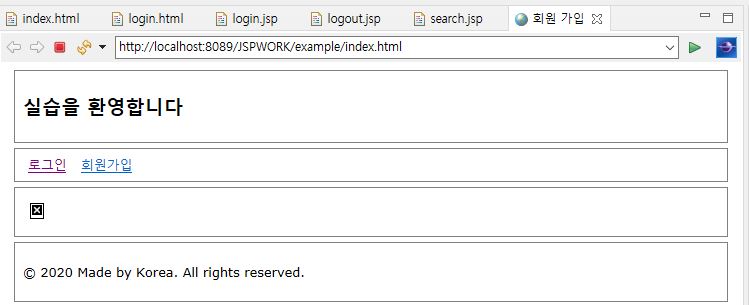 index.html login.html login.jsp logout.jsp search.jsp 회원 가입
http://localhost:8089/JSPWORK/example/index.html
실습을 환영합니다
로그인 회원가입
© 2020 Made by Korea. All rights reserved.